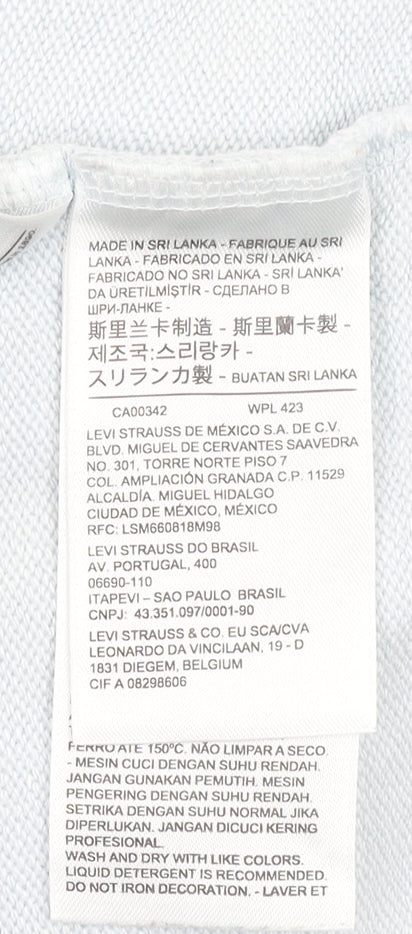 MADE IN SRI LANKA - FABRIQUE AU SRI
LANKA - FABRICADO EN SRI LANKA -
FABRICADO NO SRI LANKA - SRİ LANKA'
DA ÜRETİLMİŞTİR - СДЕЛАНО В
ШРИ-ЛАНКЕ -
斯里兰卡制造 - 斯里蘭卡製 -
제조국:스리랑카 -
スリランカ製 - BUATAN SRI LANKA
CA00342 WPL 423
LEVI STRAUSS DE MÉXICO S.A. DE C.V.
BLVD. MIGUEL DE CERVANTES SAAVEDRA
NO. 301, TORRE NORTE PISO 7
COL. AMPLIACIÓN GRANADA C.P. 11529
ALCALDÍA. MIGUEL HIDALGO
CIUDAD DE MÉXICO, MÉXICO
RFC: LSM660818M98
LEVI STRAUSS DO BRASIL
AV. PORTUGAL, 400
06690-110
ITAPEVI – SAO PAULO BRASIL
CNPJ: 43.351.097/0001-90
LEVI STRAUSS & CO. EU SCA/CVA
LEONARDO DA VINCILAAN, 19 - D
1831 DIEGEM, BELGIUM
CIF A 08298606
FERRO ATÉ 150ºC. NÃO LIMPAR A SECO.
- MESIN CUCI DENGAN SUHU RENDAH.
JANGAN GUNAKAN PEMUTIH. MESIN
PENGERING DENGAN SUHU RENDAH.
SETRIKA DENGAN SUHU NORMAL JIKA
DIPERLUKAN. JANGAN DICUCI KERING
PROFESIONAL.
WASH AND DRY WITH LIKE COLORS.
LIQUID DETERGENT IS RECOMMENDED.
DO NOT IRON DECORATION. - LAVER ET